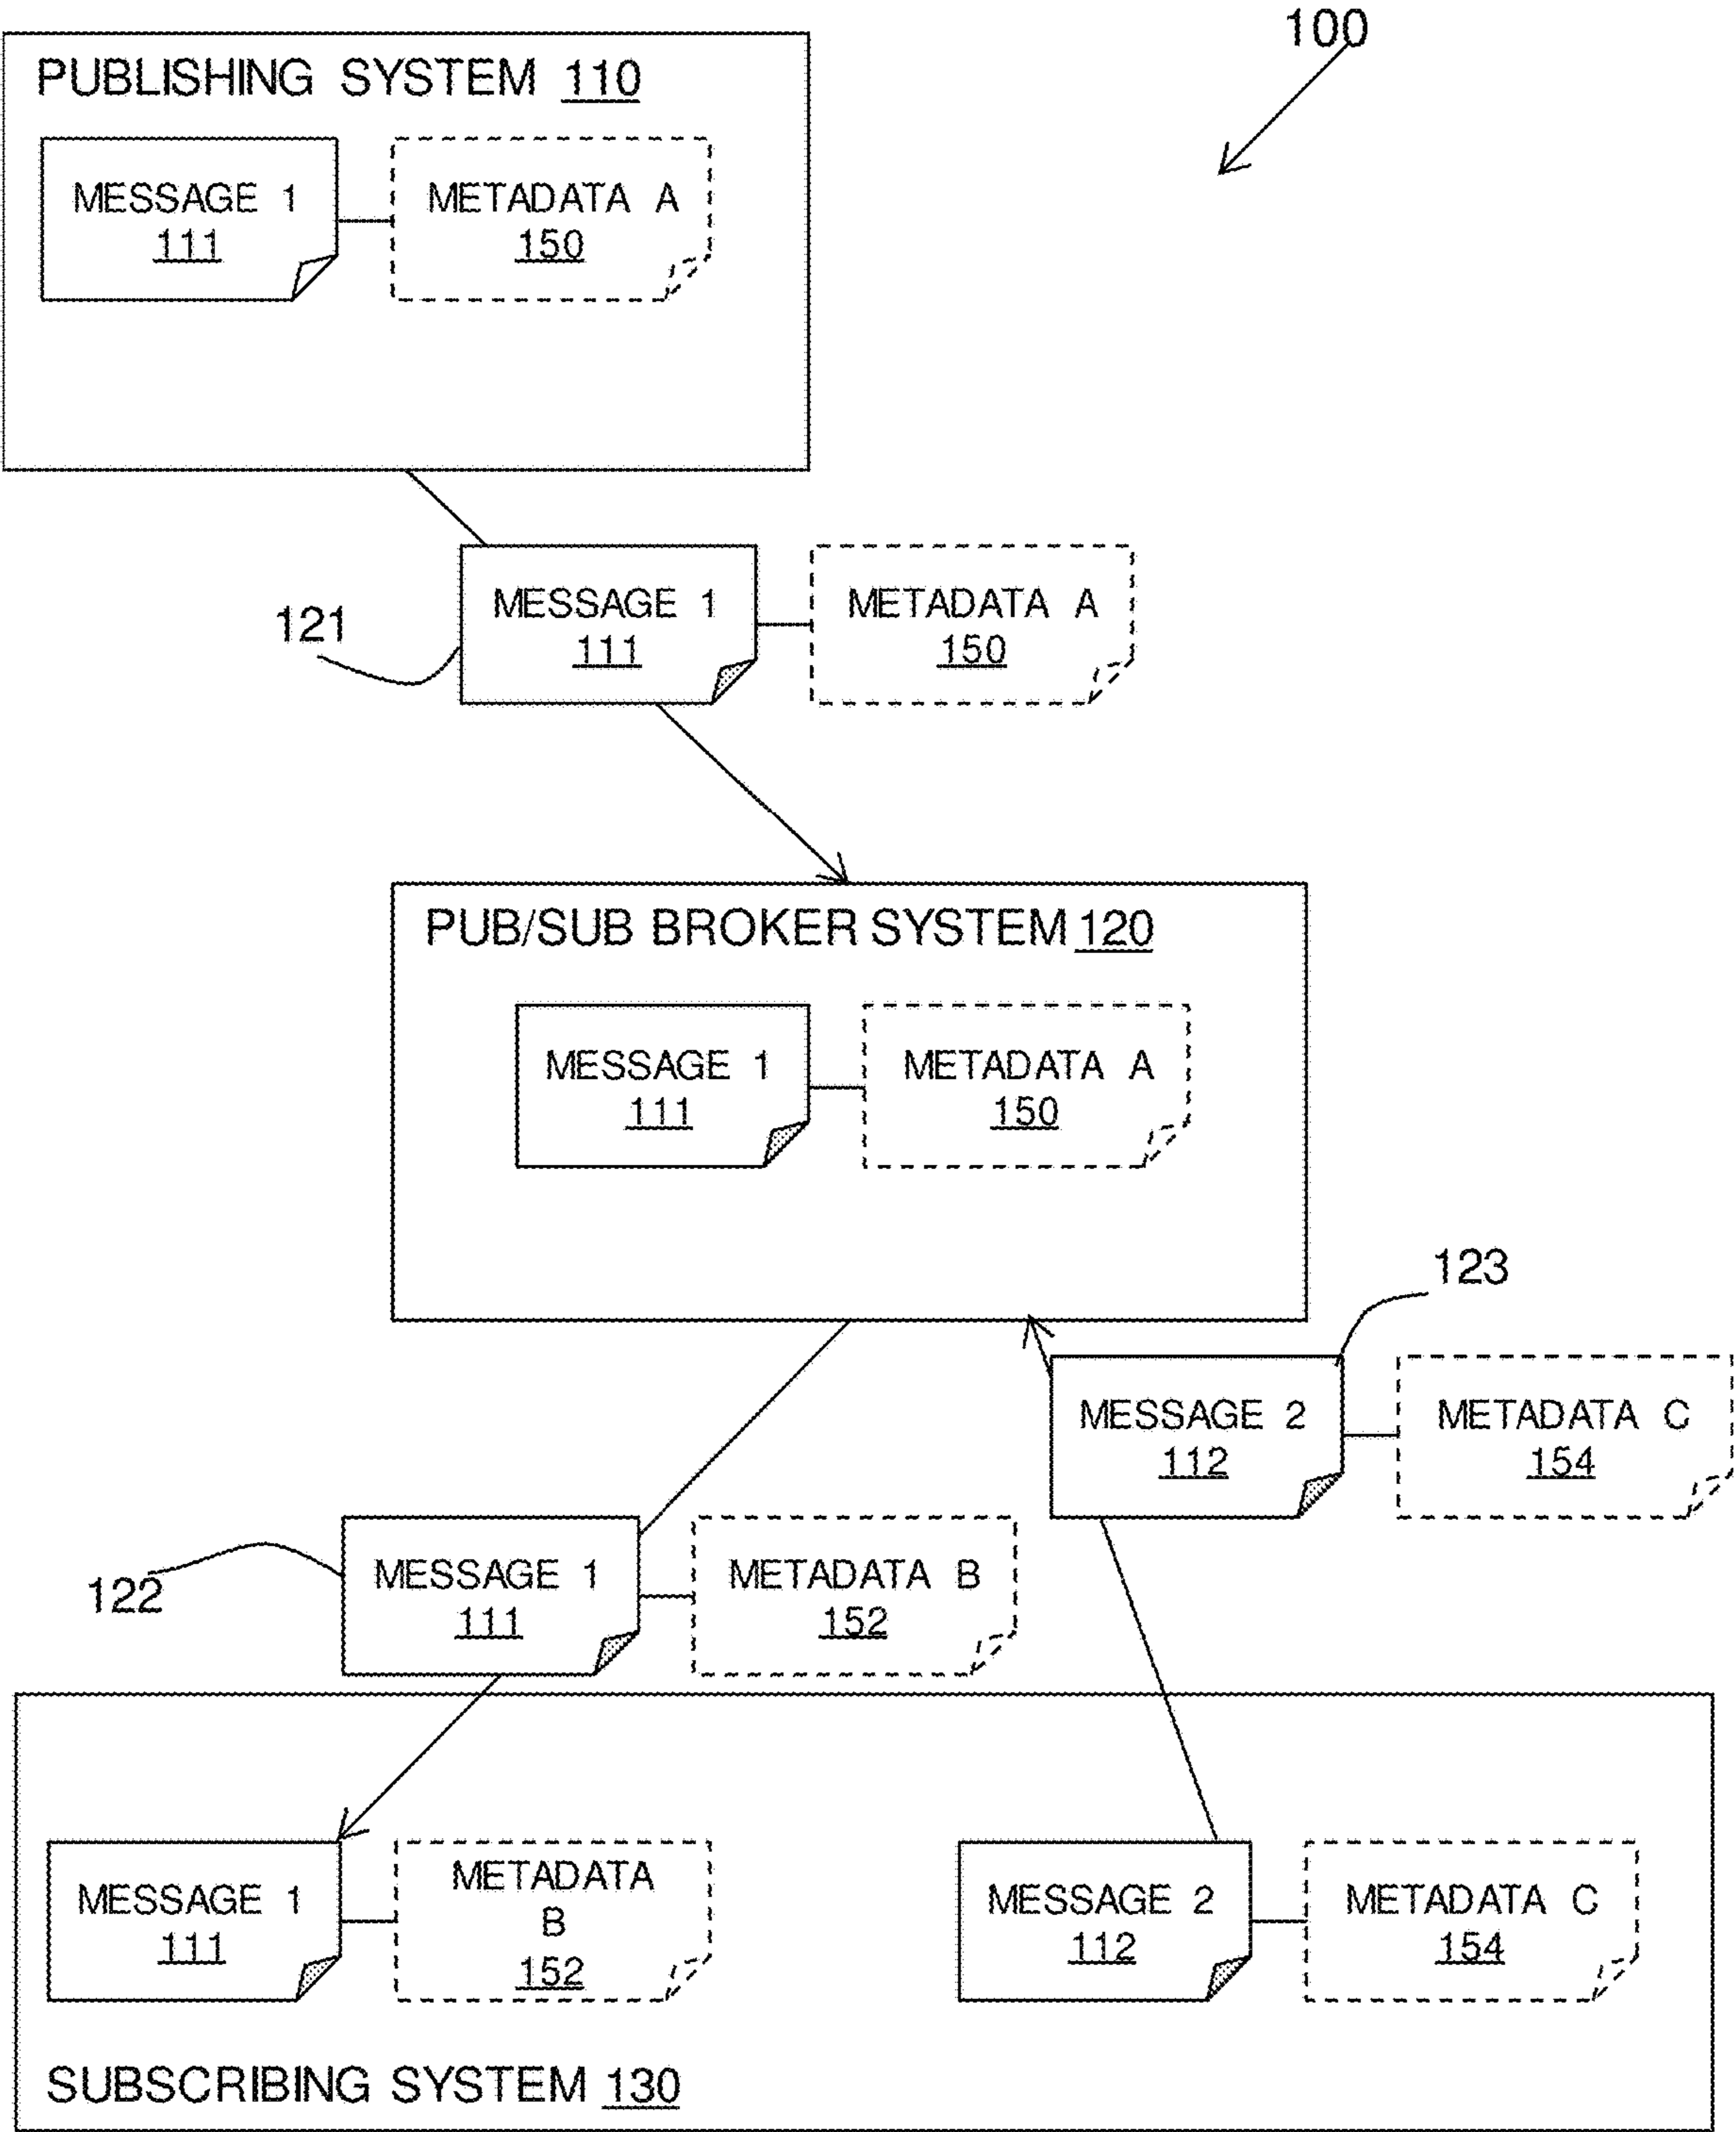 100
PUBLISHING SYSTEM 110
MESSAGE 1
111
METADATA A
150
121
MESSAGE 1
111
METADATA A
150
PUB/SUB BROKER SYSTEM 120
MESSAGE 1
111
METADATA A
150
123
MESSAGE 2
112
METADATA C
154
122
MESSAGE 1
111
METADATA B
152
MESSAGE 1
111
METADATA
B
152
MESSAGE 2
112
METADATA C
154
SUBSCRIBING SYSTEM 130